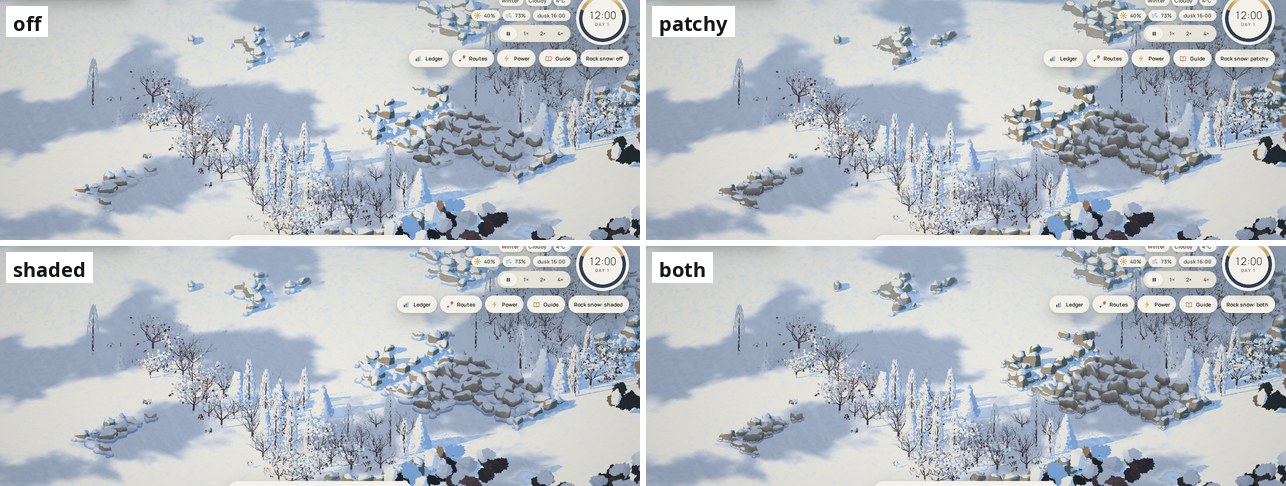 off
Winter Cloudy -4°C
40% 73% dusk 16:00
12:00
DAY 1
1× 2× 4×
Ledger Routes Power Guide Rock snow: off
patchy
40% 73% dusk 16:00
12:00
DAY 1
1× 2× 4×
Ledger Routes Power Guide Rock snow: patchy
shaded
Winter Cloudy
40% 73% dusk 16:00
12:00
DAY 1
1× 2× 4×
Ledger Routes Power Guide Rock snow: shaded
both
Winter Cloudy
40% 73% dusk 16:00
12:00
DAY 1
1× 2× 4×
Ledger Routes Power Guide Rock snow: both